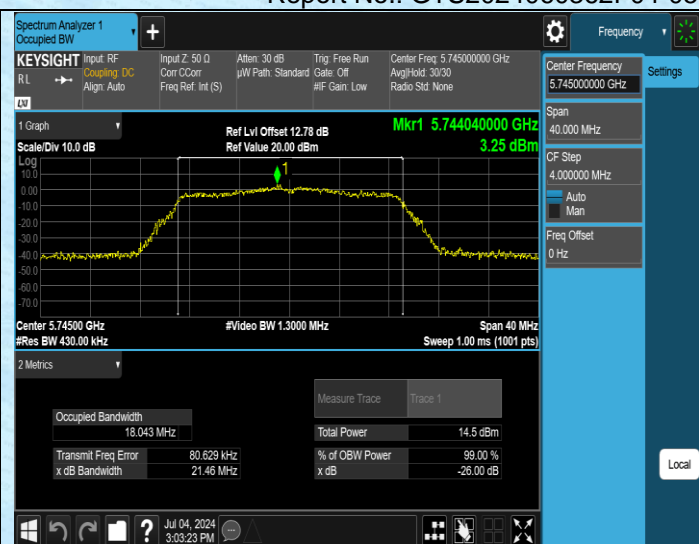 Spectrum Analyzer 1
Occupied BW
+
Frequency
KEYSIGHT
RL
LXI
Input: RF
Coupling: DC
Align: Auto
Input Z: 50 Ω
Corr CCorr
Freq Ref: Int (S)
Atten: 30 dB
µW Path: Standard
Trig: Free Run
Gate: Off
#IF Gain: Low
Center Freq: 5.745000000 GHz
Avg|Hold: 30/30
Radio Std: None
Center Frequency
5.745000000 GHz
Settings
Span
40.000 MHz
CF Step
4.000000 MHz
Auto
Man
Freq Offset
0 Hz
1 Graph
Scale/Div 10.0 dB
Ref Lvl Offset 12.78 dB
Ref Value 20.00 dBm
Mkr1 5.744040000 GHz
3.25 dBm
Log
10.0
0.00
-10.0
-20.0
-30.0
-40.0
-50.0
-60.0
-70.0
1
Center 5.74500 GHz
#Res BW 430.00 kHz
#Video BW 1.3000 MHz
Span 40 MHz
Sweep 1.00 ms (1001 pts)
2 Metrics
Measure Trace Trace 1
Occupied Bandwidth
18.043 MHz
Total Power 14.5 dBm
Transmit Freq Error 80.629 kHz
% of OBW Power 99.00 %
x dB Bandwidth 21.46 MHz
x dB -26.00 dB
Local
?
Jul 04, 2024
3:03:23 PM